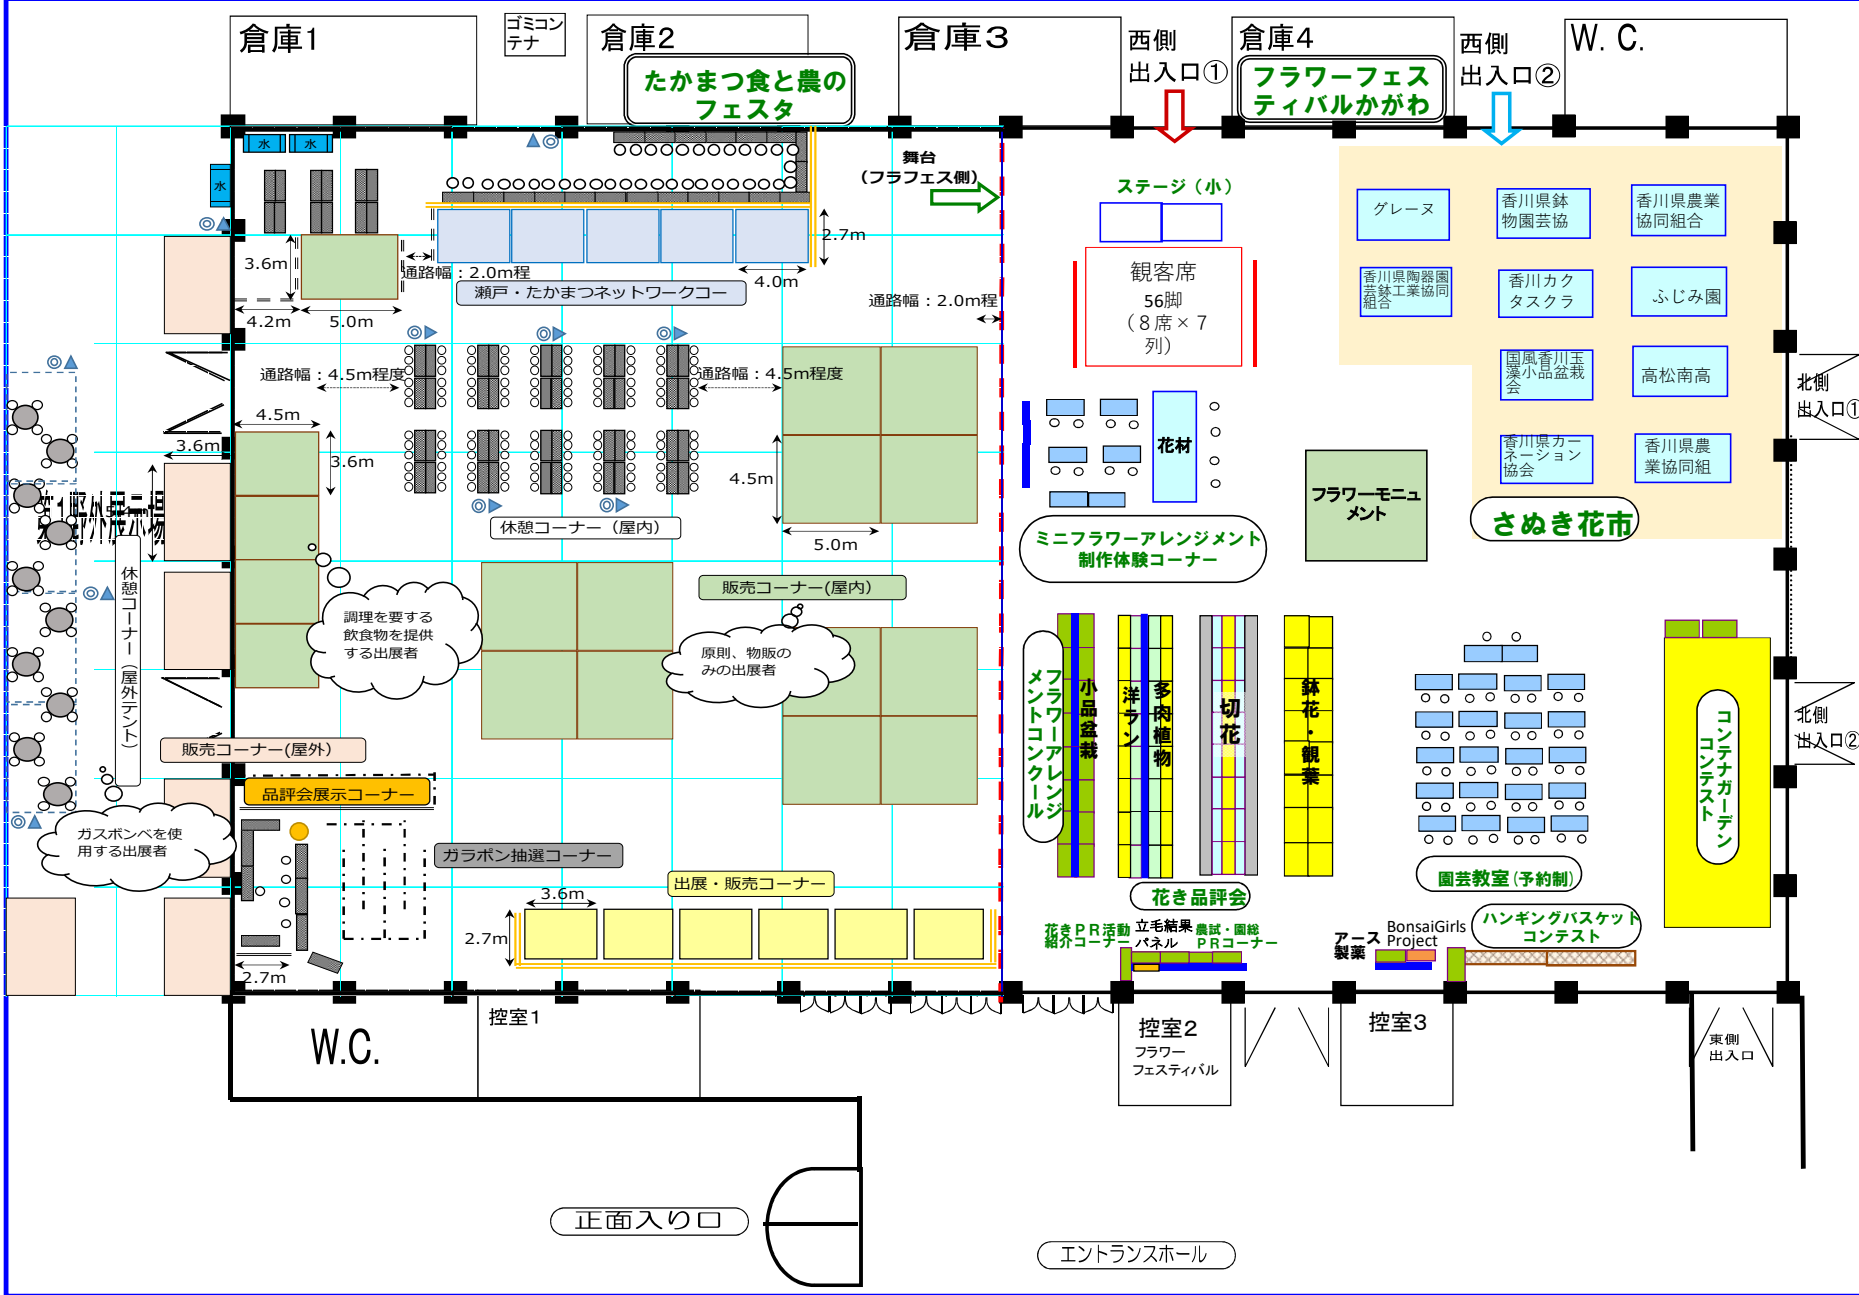 倉庫1
ゴミコン
テナ
倉庫2
たかまつ食と農の
フェスタ
倉庫3
西側
出入口①
倉庫4
フラワーフェス
ティバルかがわ
西側
出入口②
W. C.
水
水
水
舞台
(フラフェス側)
ステージ（小）
グレーヌ
香川県鉢
物園芸協
香川県農業
協同組合
3.6m
通路幅：2.0m程
2.7m
4.0m
瀬戸・たかまつネットワークコー
4.2m
5.0m
通路幅：2.0m程
観客席
56脚
（８席×７
列）
香川県陶器園
芸鉢工業協同
組合
香川カク
タスクラ
ふじみ園
国風香川玉
藻小品盆栽
会
高松南高
北側
出入口①
通路幅：4.5m程度
通路幅：4.5m程度
4.5m
3.6m
3.6m
4.5m
5.0m
花材
フラワーモニュ
メント
香川県カー
ネーション
協会
香川県農
業協同組
さぬき花市
第1野外展示場
休憩コーナー（屋内）
ミニフラワーアレンジメント
制作体験コーナー
休憩コーナー（屋外テント）
販売コーナー(屋内)
調理を要する
飲食物を提供
する出展者
原則、物販の
みの出展者
フラワーアレンジ
メントコンクール
小品盆栽
洋ラン
多肉植物
切花
鉢花・観葉
コンテナガーデン
コンテスト
北側
出入口②
販売コーナー(屋外)
品評会展示コーナー
ガスボンベを使
用する出展者
ガラポン抽選コーナー
出展・販売コーナー
3.6m
2.7m
2.7m
花き品評会
園芸教室(予約制)
花きＰＲ活動
紹介コーナー
立毛結果
パネル
農試・園総
ＰＲコーナー
アース
製薬
BonsaiGirls
Project
ハンギングバスケット
コンテスト
W.C.
控室1
控室2
フラワー
フェスティバル
控室3
東側
出入口
正面入り口
エントランスホール